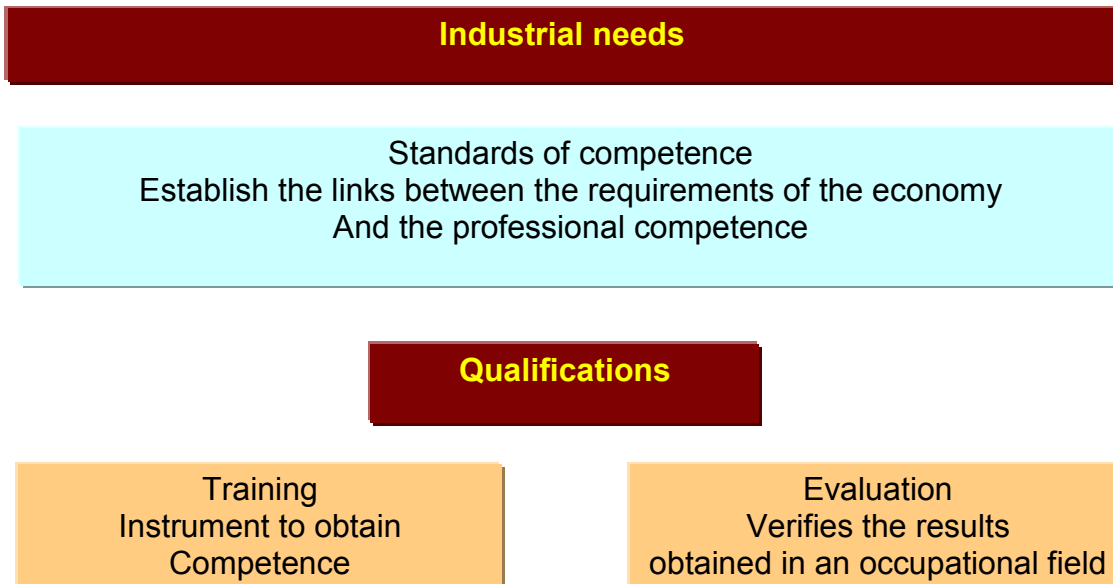 Industrial needs
Standards of competence
Establish the links between the requirements of the economy
And the professional competence
Qualifications
Training
Instrument to obtain
Competence
Evaluation
Verifies the results
obtained in an occupational field